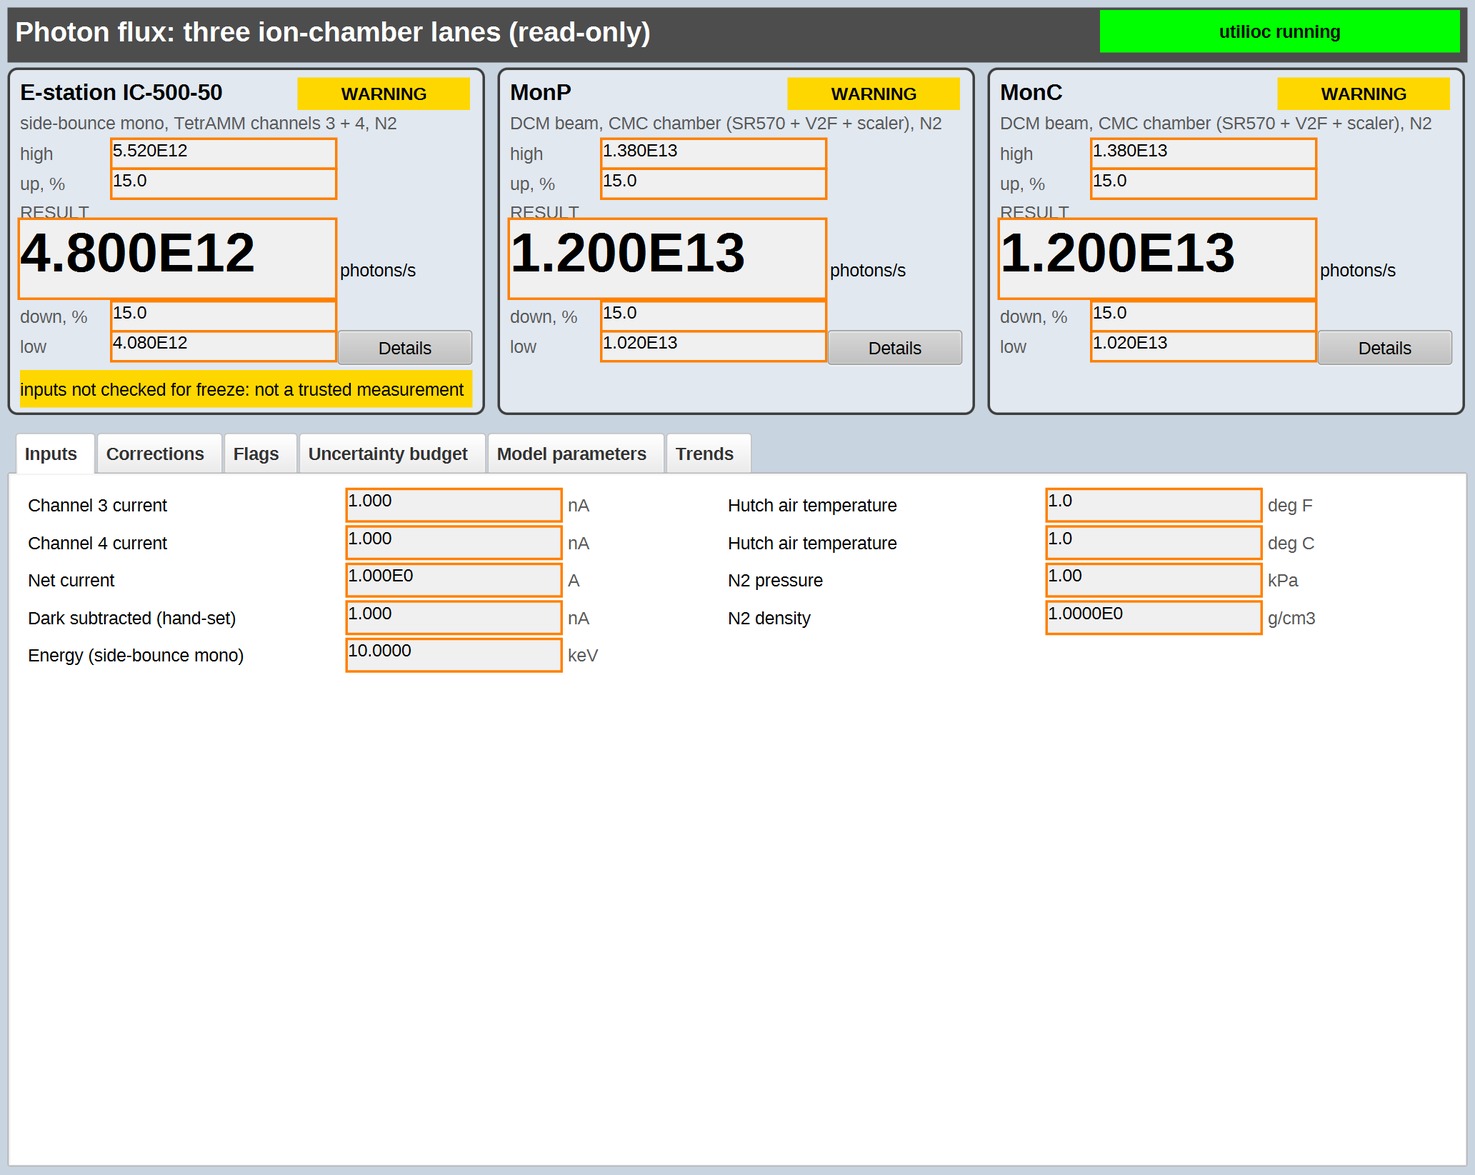 Photon flux: three ion-chamber lanes (read-only)
utilioc running
E-station IC-500-50
WARNING
side-bounce mono, TetrAMM channels 3 + 4, N2
high
5.520E12
up, %
15.0
RESULT
4.800E12
photons/s
down, %
15.0
low
4.080E12
Details
inputs not checked for freeze: not a trusted measurement
MonP
WARNING
DCM beam, CMC chamber (SR570 + V2F + scaler), N2
high
1.380E13
up, %
15.0
RESULT
1.200E13
photons/s
down, %
15.0
low
1.020E13
Details
MonC
WARNING
DCM beam, CMC chamber (SR570 + V2F + scaler), N2
high
1.380E13
up, %
15.0
RESULT
1.200E13
photons/s
down, %
15.0
low
1.020E13
Details
Inputs
Corrections
Flags
Uncertainty budget
Model parameters
Trends
Channel 3 current
1.000
nA
Channel 4 current
1.000
nA
Net current
1.000E0
A
Dark subtracted (hand-set)
1.000
nA
Energy (side-bounce mono)
10.0000
keV
Hutch air temperature
1.0
deg F
Hutch air temperature
1.0
deg C
N2 pressure
1.00
kPa
N2 density
1.0000E0
g/cm3